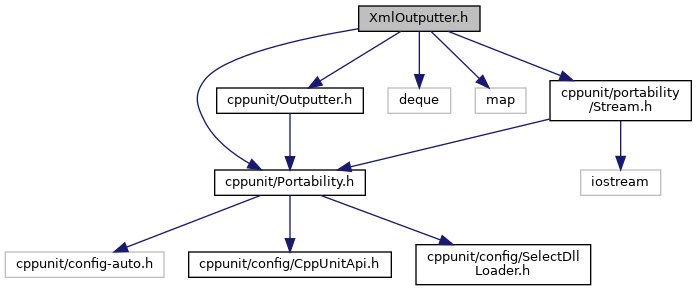 XmlOutputter.h
cppunit/Outputter.h
deque
map
cppunit/portability
/Stream.h
cppunit/Portability.h
iostream
cppunit/config-auto.h
cppunit/config/CppUnitApi.h
cppunit/config/SelectDll
Loader.h